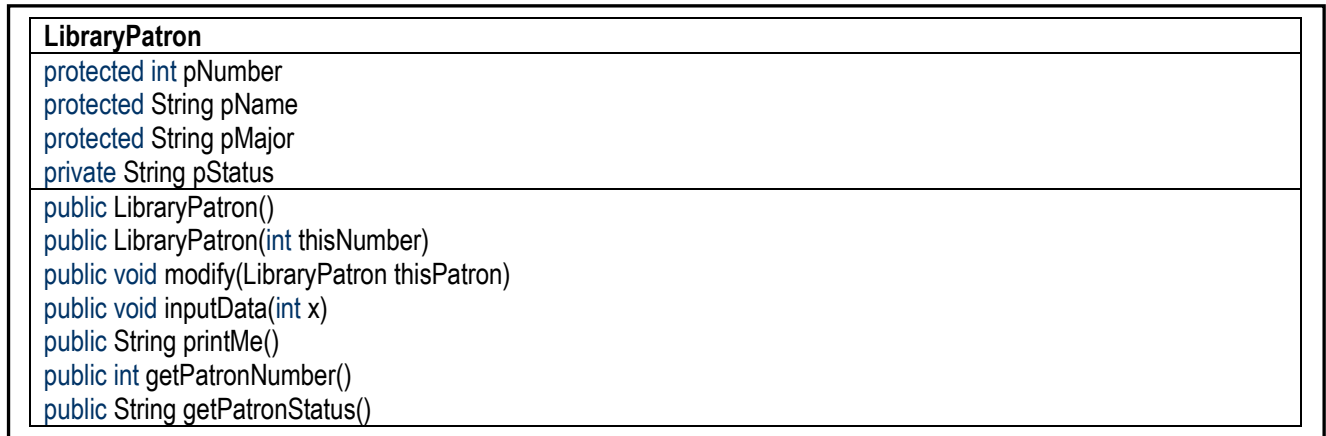 LibraryPatron
protected int pNumber
protected String pName
protected String pMajor
private String pStatus
public LibraryPatron()
public LibraryPatron(int thisNumber)
public void modify(LibraryPatron thisPatron)
public void inputData(int x)
public String printMe()
public int getPatronNumber()
public String getPatronStatus()